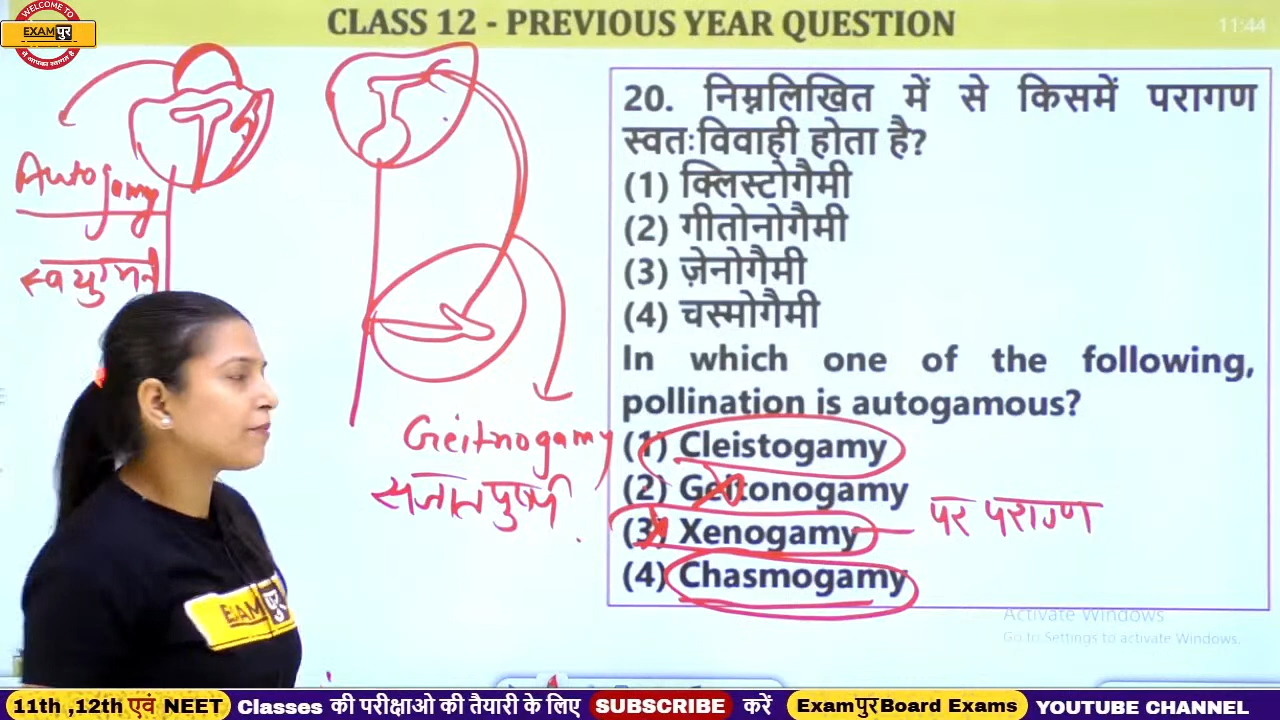 WELCOME TO
EXAMपुर
CLASS 12 - PREVIOUS YEAR QUESTION
11:44
20. निम्नलिखित में से किसमें परागण
स्वतःविवाही होता है?
(1) क्लिस्टोगैमी
(2) गीतोनोगैमी
(3) ज़ेनोगैमी
(4) चस्मोगैमी
In which one of the following,
pollination is autogamous?
(1) Cleistogamy
(2) Geitonogamy
(3) Xenogamy
(4) Chasmogamy
Autogamy
Geitnogamy
सजातपुष्पी
पर परागण
EXAMपुर
Activate Windows
Go to Settings to activate Windows.
11th ,12th एवं NEET Classes की परीक्षाओ की तैयारी के लिए SUBSCRIBE करें Examपुर Board Exams YOUTUBE CHANNEL